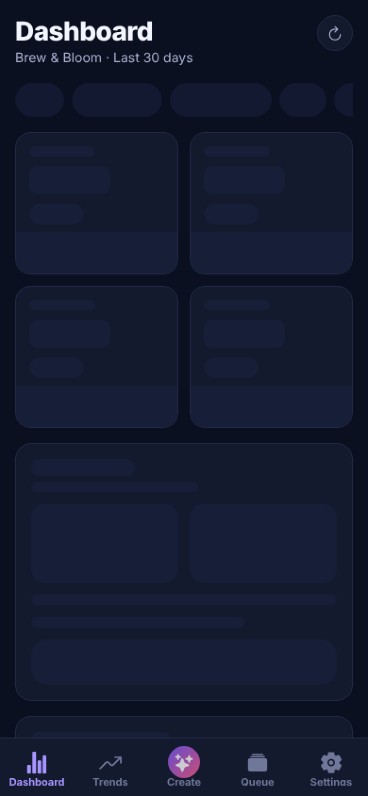 Dashboard
Brew & Bloom · Last 30 days
Dashboard
Trends
Create
Queue
Settings